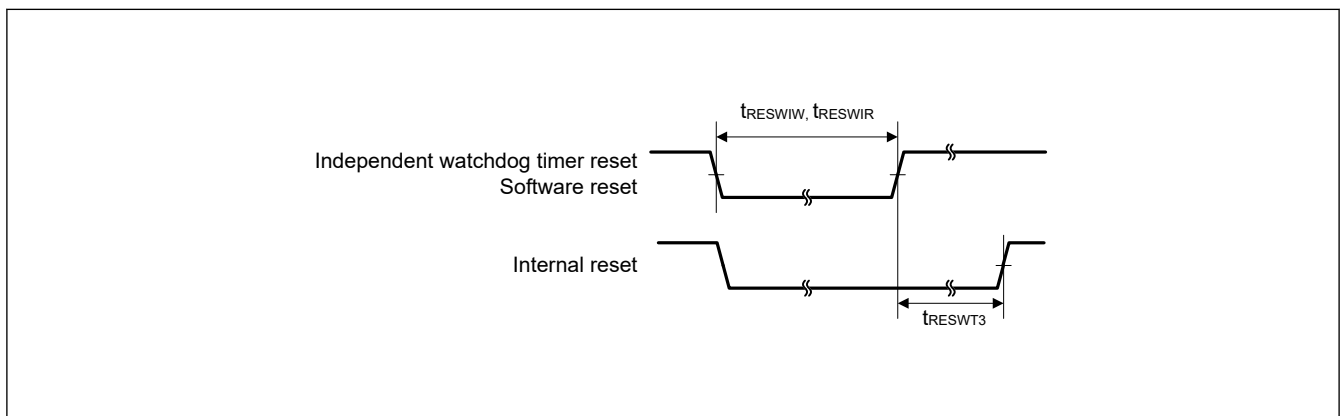 tRESWIW, tRESWIR
Independent watchdog timer reset
Software reset
Internal reset
tRESWT3